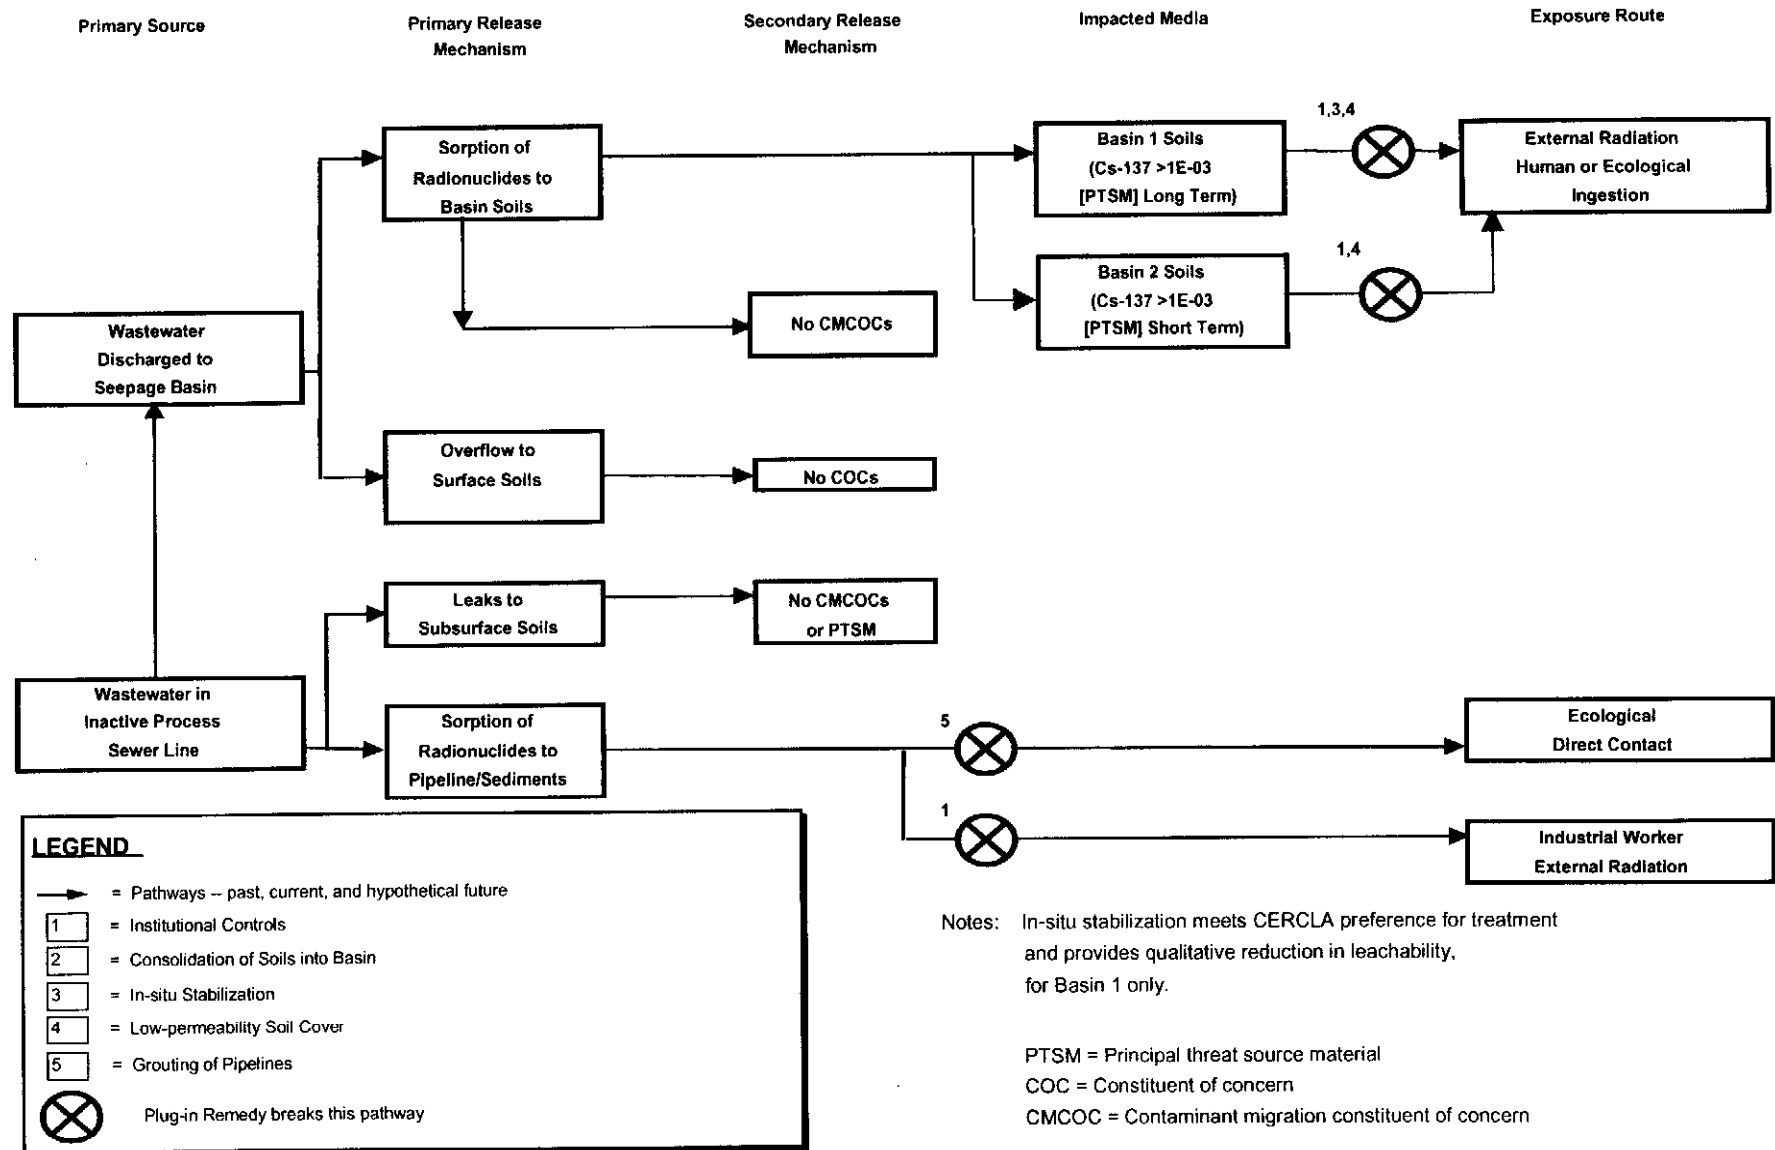 Primary Source
Primary Release
Mechanism
Secondary Release
Mechanism
Impacted Media
Exposure Route
Sorption of
Radionuclides to
Basin Soils
Basin 1 Soils
(Cs-137 >1E-03
[PTSM] Long Term)
1,3,4
External Radiation
Human or Ecological
Ingestion
Basin 2 Soils
(Cs-137 >1E-03
[PTSM] Short Term)
1,4
No CMCOCs
Wastewater
Discharged to
Seepage Basin
Overflow to
Surface Soils
No COCs
Leaks to
Subsurface Soils
No CMCOCs
or PTSM
Wastewater in
Inactive Process
Sewer Line
Sorption of
Radionuclides to
Pipeline/Sediments
5
Ecological
Direct Contact
1
Industrial Worker
External Radiation
LEGEND
= Pathways -- past, current, and hypothetical future
1 = Institutional Controls
2 = Consolidation of Soils into Basin
3 = In-situ Stabilization
4 = Low-permeability Soil Cover
5 = Grouting of Pipelines
Plug-in Remedy breaks this pathway
Notes: In-situ stabilization meets CERCLA preference for treatment
and provides qualitative reduction in leachability,
for Basin 1 only.
PTSM = Principal threat source material
COC = Constituent of concern
CMCOC = Contaminant migration constituent of concern